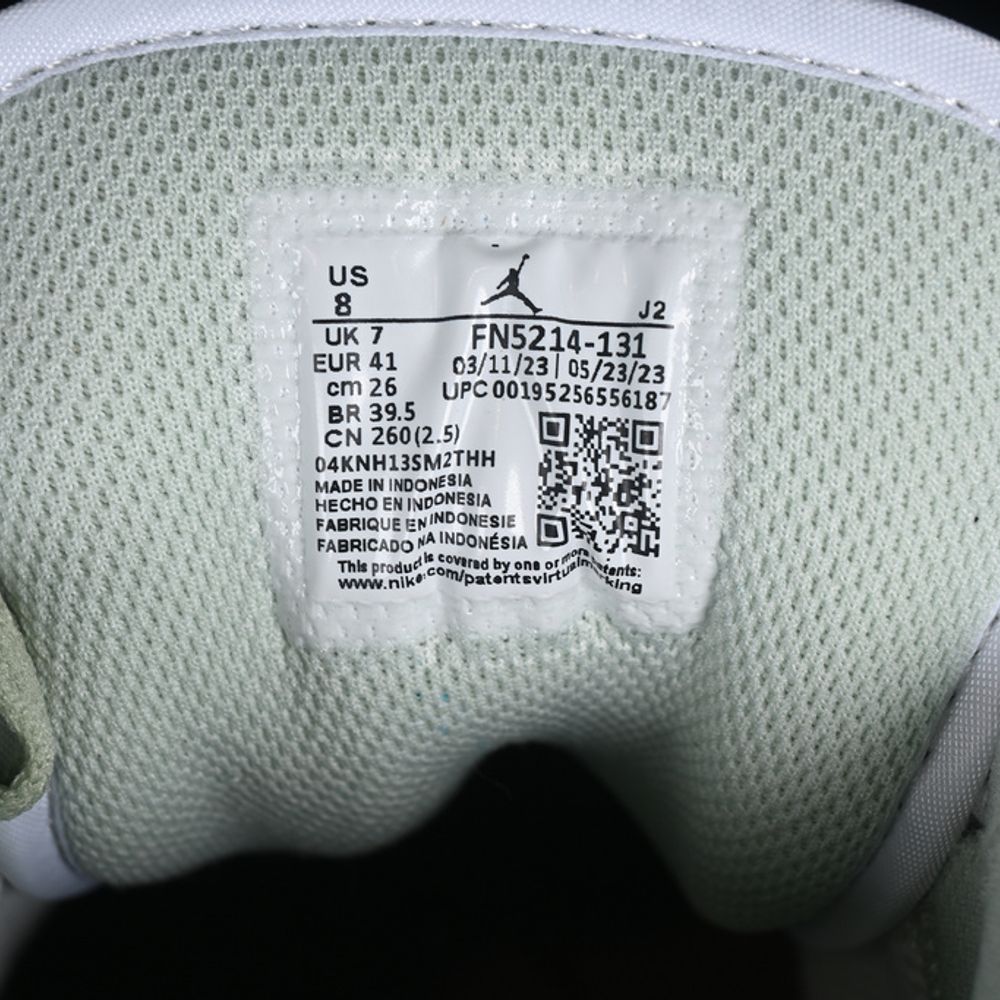 US
8
J2
UK 7
FN5214-131
EUR 41
03/11/23 | 05/23/23
cm 26
UPC 00195256556187
BR 39.5
CN 260(2.5)
04KNH13SM2THH
MADE IN INDONESIA
HECHO EN INDONESIA
FABRIQUE EN INDONESIE
FABRICADO NA INDONÉSIA
This product is covered by one or more patents:
www.nike.com/patentsvirtualmarking